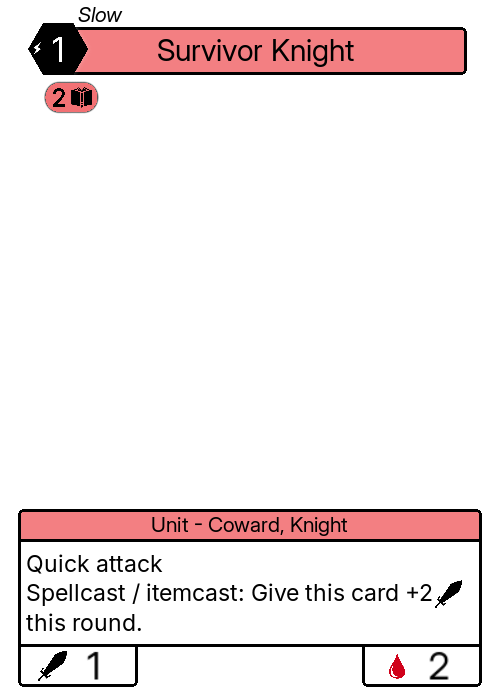 Slow
1 Survivor Knight
2
Unit - Coward, Knight
Quick attack
Spellcast / itemcast: Give this card +2
this round.
1 2